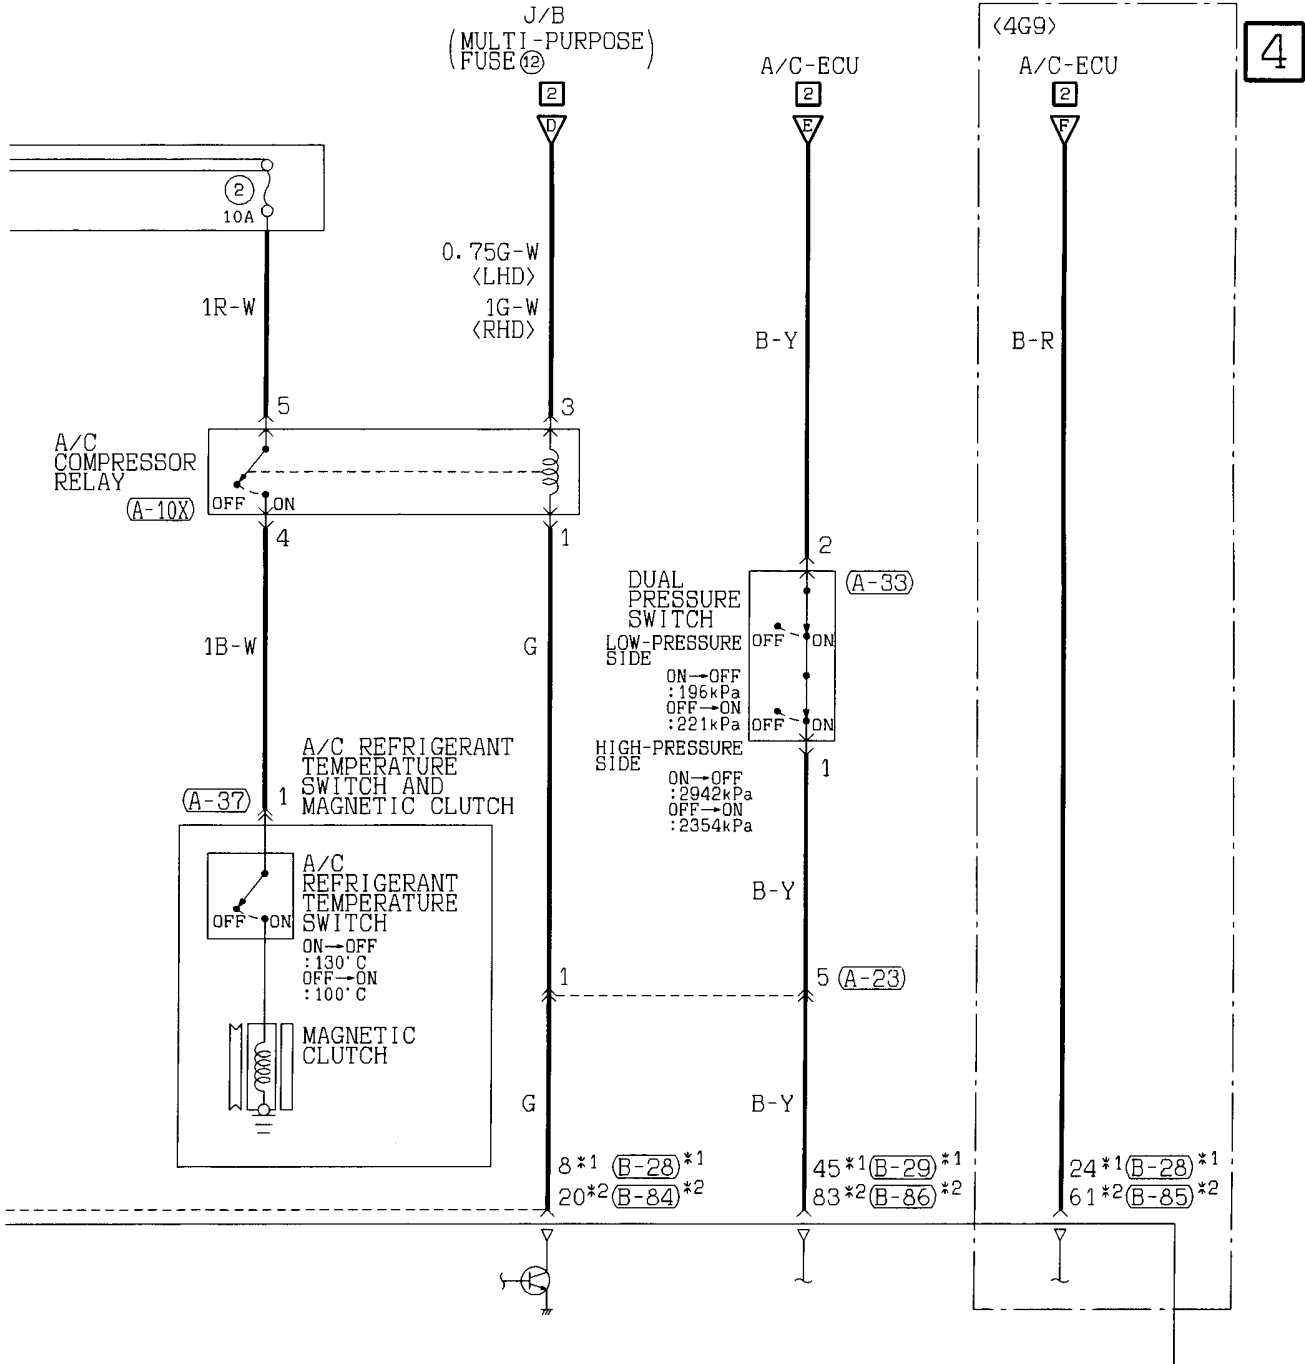 J/B
(MULTI-PURPOSE)
FUSE⑫
2
D
A/C-ECU
2
E
<4G9>
A/C-ECU
2
F
4
2
10A
0.75G-W
<LHD>
1G-W
<RHD>
1R-W
B-Y
B-R
5
3
A/C
COMPRESSOR
RELAY
A-10X
OFF
ON
4
1
2
DUAL
PRESSURE
SWITCH
A-33
LOW-PRESSURE
SIDE
OFF
ON
ON→OFF
:196kPa
OFF→ON
:221kPa
OFF
ON
HIGH-PRESSURE
SIDE
ON→OFF
:2942kPa
OFF→ON
:2354kPa
1
1B-W
G
A/C REFRIGERANT
TEMPERATURE
SWITCH AND
MAGNETIC CLUTCH
A-37
1
A/C
REFRIGERANT
TEMPERATURE
SWITCH
OFF
ON
ON→OFF
:130°C
OFF→ON
:100°C
B-Y
1
5
A-23
MAGNETIC
CLUTCH
G
B-Y
8*1 B-28 *1
20*2 B-84 *2
45*1 B-29 *1
83*2 B-86 *2
24*1 B-28 *1
61*2 B-85 *2